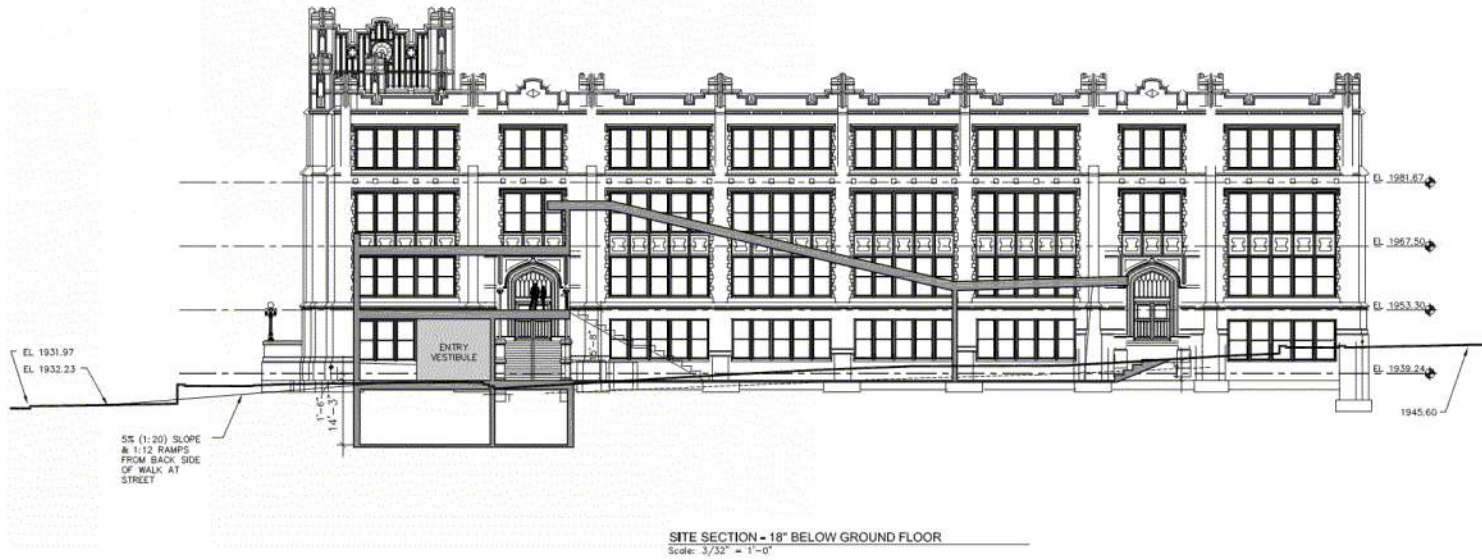 EL 1981.67
EL 1967.50
EL 1953.30
EL 1931.97
EL 1932.23
ENTRY
VESTIBULE
15'-8"
EL 1939.24
1'-6"
14'-3"
1945.60
5% (1:20) SLOPE
& 1:12 RAMPS
FROM BACK SIDE
OF WALK AT
STREET
SITE SECTION - 18" BELOW GROUND FLOOR
Scale: 3/32" = 1'-0"